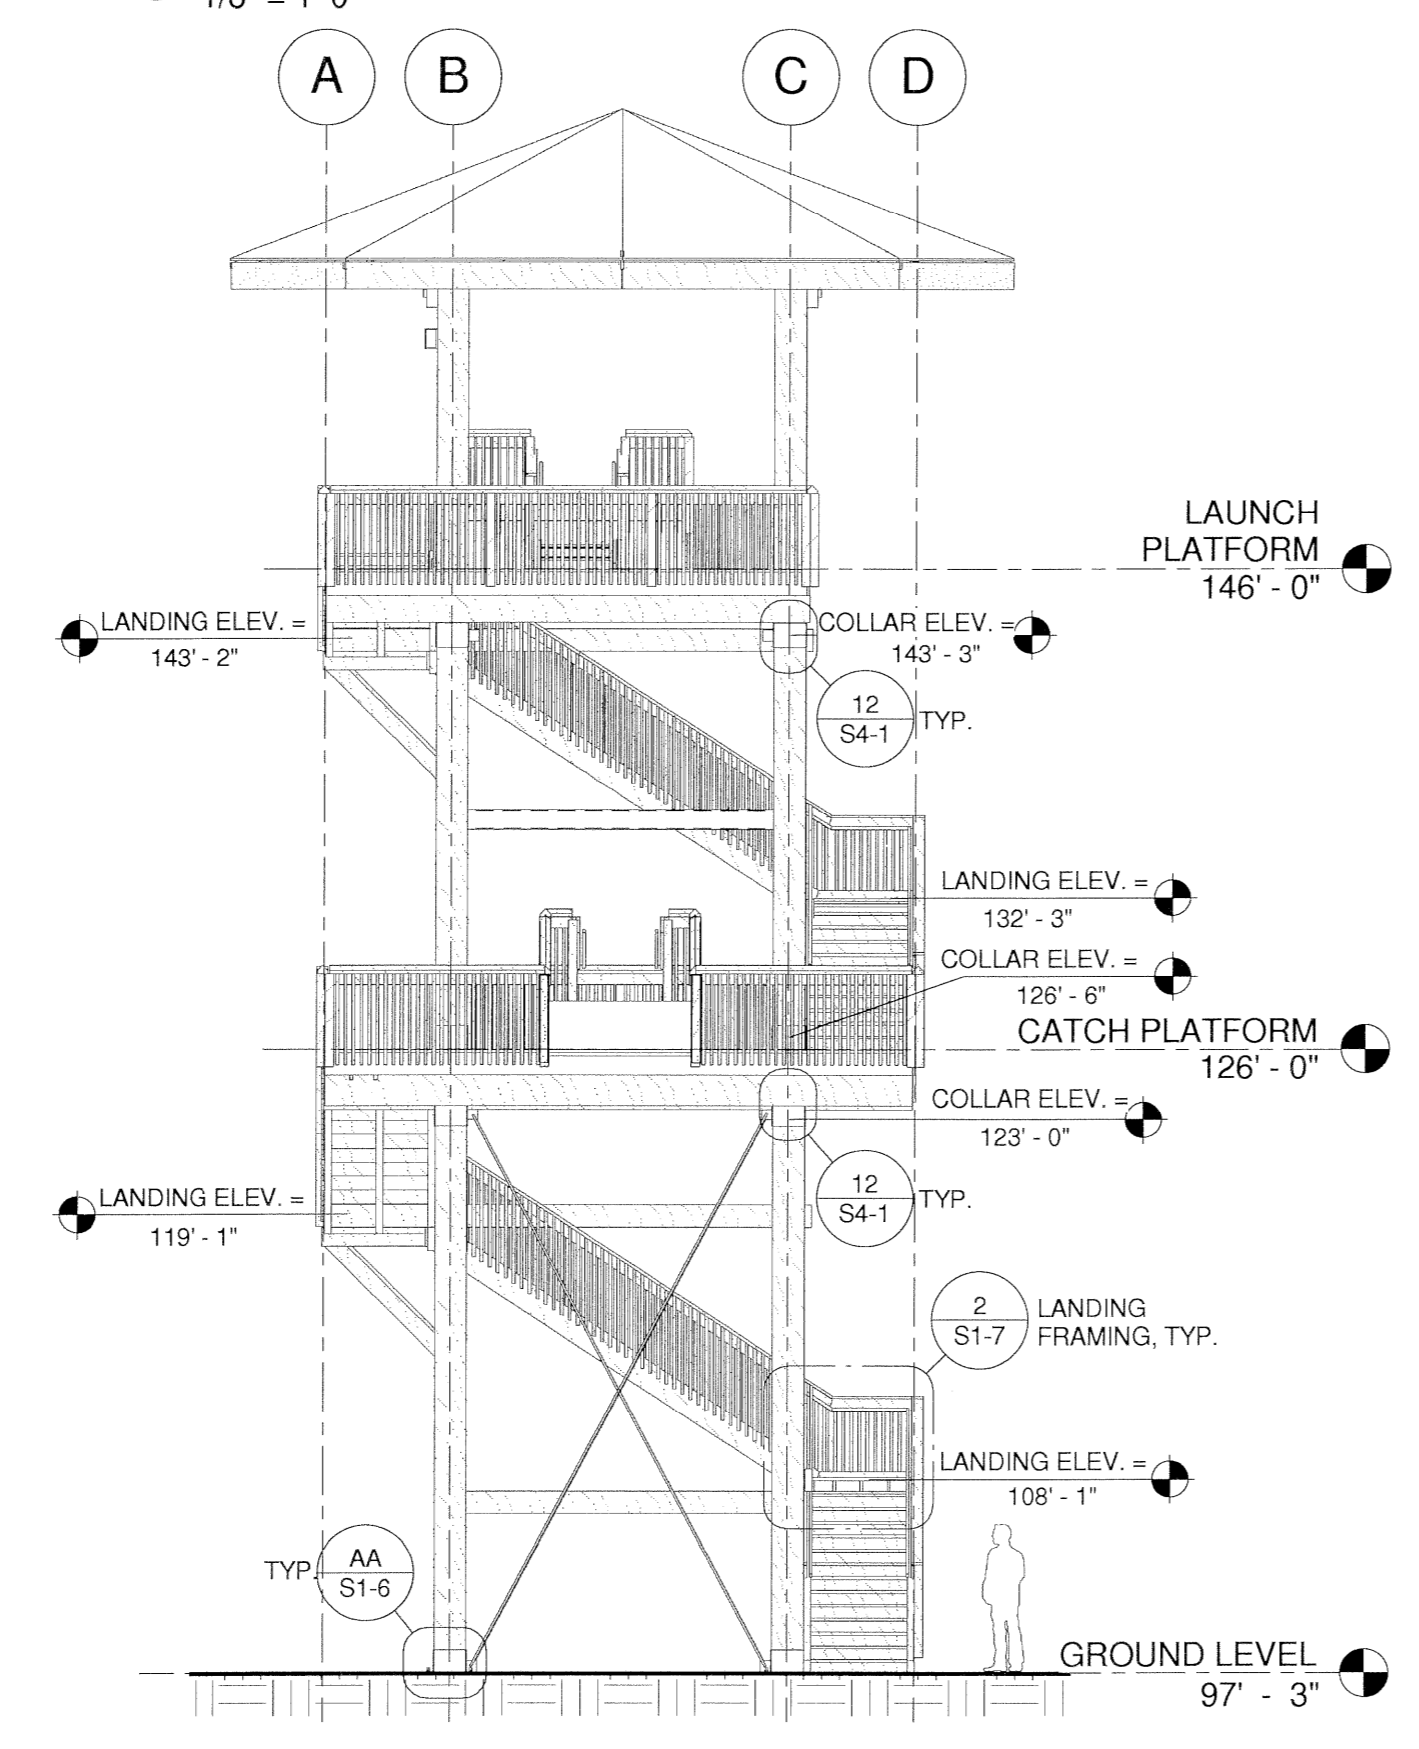 A B C D
LAUNCH
PLATFORM
146' - 0"
LANDING ELEV. =
143' - 2"
COLLAR ELEV. =
143' - 3"
12
S4-1
TYP.
LANDING ELEV. =
132' - 3"
COLLAR ELEV. =
126' - 6"
CATCH PLATFORM
126' - 0"
COLLAR ELEV. =
123' - 0"
12
S4-1
TYP.
LANDING ELEV. =
119' - 1"
2
S1-7
LANDING
FRAMING, TYP.
LANDING ELEV. =
108' - 1"
TYP.
AA
S1-6
GROUND LEVEL
97' - 3"